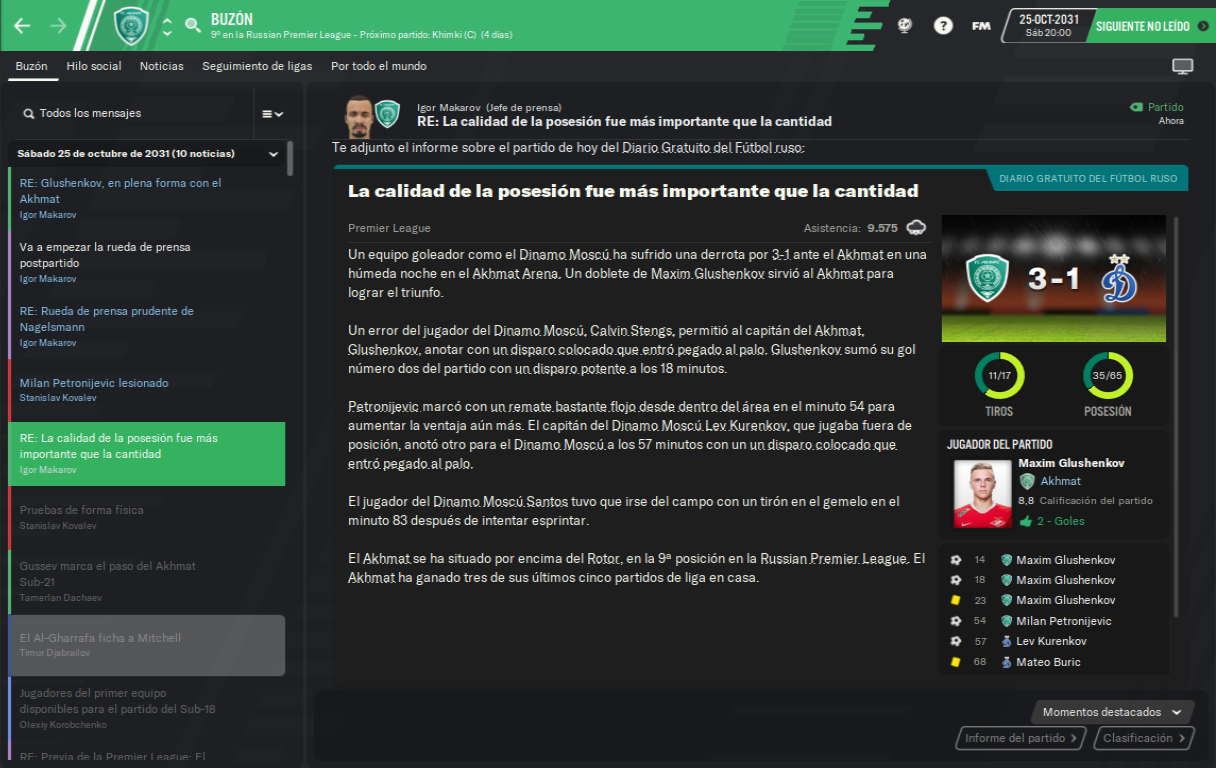 BUZÓN
9º en la Russian Premier League - Próximo partido: Khimki (C) (4 días)
?
FM
25-OCT-2031
Sáb 20:00
SIGUIENTE NO LEÍDO
Buzón
Hilo social
Noticias
Seguimiento de ligas
Por todo el mundo
Todos los mensajes
Sábado 25 de octubre de 2031 (10 noticias)
RE: Glushenkov, en plena forma con el
Akhmat
Igor Makarov
Va a empezar la rueda de prensa
postpartido
Igor Makarov
RE: Rueda de prensa prudente de
Nagelsmann
Igor Makarov
Milan Petronijevic lesionado
Stanislav Kovalev
RE: La calidad de la posesión fue más
importante que la cantidad
Igor Makarov
Pruebas de forma física
Stanislav Kovalev
Gussev marca el paso del Akhmat
Sub-21
Tamerlan Dachaev
El Al-Gharrafa ficha a Mitchell
Timur Djabrailov
Jugadores del primer equipo
disponibles para el partido del Sub-18
Olexiy Korobchenko
RE: Previa de la Premier League: El
Igor Makarov (Jefe de prensa)
RE: La calidad de la posesión fue más importante que la cantidad
Partido
Ahora
Te adjunto el informe sobre el partido de hoy del Diario Gratuito del Fútbol ruso:
DIARIO GRATUITO DEL FÚTBOL RUSO
La calidad de la posesión fue más importante que la cantidad
Premier League
Asistencia: 9.575
Un equipo goleador como el Dinamo Moscú ha sufrido una derrota por 3-1 ante el Akhmat en una
húmeda noche en el Akhmat Arena. Un doblete de Maxim Glushenkov sirvió al Akhmat para
lograr el triunfo.
Un error del jugador del Dinamo Moscú, Calvin Stengs, permitió al capitán del Akhmat,
Glushenkov, anotar con un disparo colocado que entró pegado al palo. Glushenkov sumó su gol
número dos del partido con un disparo potente a los 18 minutos.
Petronijevic marcó con un remate bastante flojo desde dentro del área en el minuto 54 para
aumentar la ventaja aún más. El capitán del Dinamo Moscú Lev Kurenkov, que jugaba fuera de
posición, anotó otro para el Dinamo Moscú a los 57 minutos con un disparo colocado que
entró pegado al palo.
El jugador del Dinamo Moscú Santos tuvo que irse del campo con un tirón en el gemelo en el
minuto 83 después de intentar esprintar.
El Akhmat se ha situado por encima del Rotor, en la 9ª posición en la Russian Premier League. El
Akhmat ha ganado tres de sus últimos cinco partidos de liga en casa.
3-1
11/17
TIROS
35/65
POSESIÓN
JUGADOR DEL PARTIDO
Maxim Glushenkov
Akhmat
8,8 Calificación del partido
2 - Goles
14 Maxim Glushenkov
18 Maxim Glushenkov
23 Maxim Glushenkov
54 Milan Petronijevic
57 Lev Kurenkov
68 Mateo Buric
Momentos destacados
Informe del partido
Clasificación